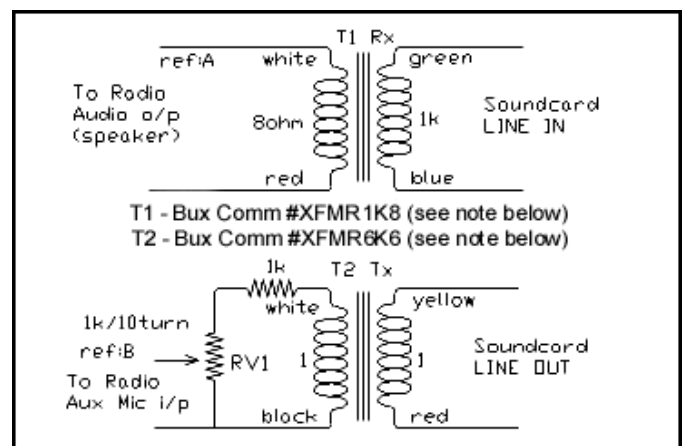 T1 Rx
ref:A white green
To Radio
Audio o/p
(speaker)
8ohm 1k
Soundcard
LINE IN
red blue
T1 - Bux Comm #XFMR1K8 (see note below)
T2 - Bux Comm #XFMR6K6 (see note below)
1k T2 Tx
white yellow
1k/10turn
ref:B
RV1 1 1
To Radio
Aux Mic i/p
Soundcard
LINE OUT
black red